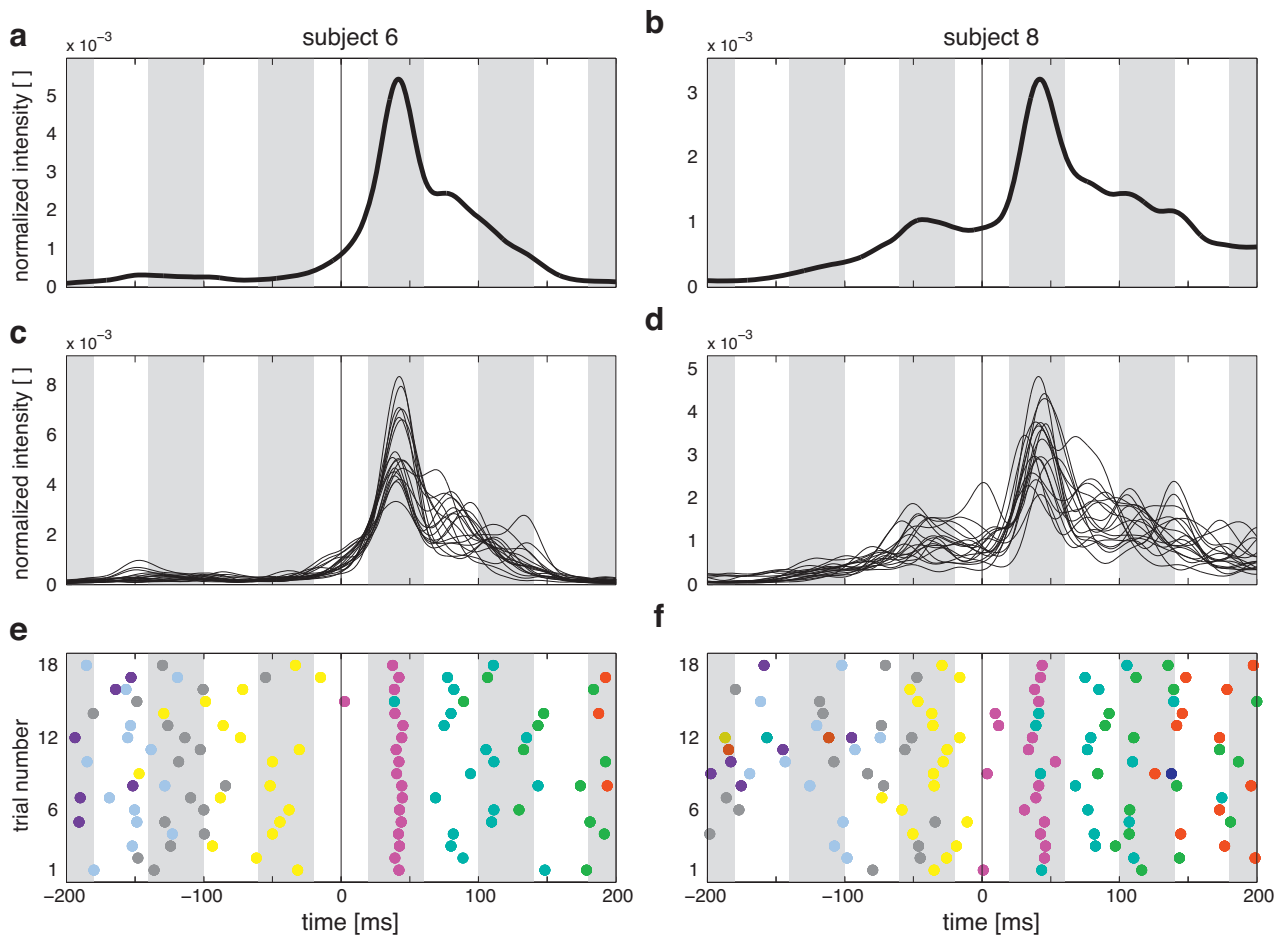 a
subject 6
x 10⁻³
normalized intensity [ ]
5
4
3
2
1
0
b
subject 8
x 10⁻³
3
2
1
0
c
x 10⁻³
normalized intensity [ ]
8
6
4
2
0
d
x 10⁻³
5
4
3
2
1
0
e
trial number
18
12
6
1
−200
−100
0
100
200
time [ms]
f
18
12
6
1
−200
−100
0
100
200
time [ms]